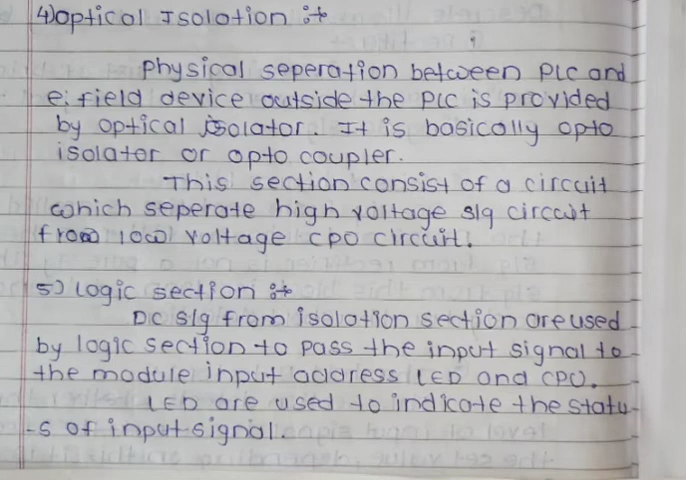 4) Optical Isolation :+
Physical seperation between PLC and
e: field device outside the PLC is provided
by optical isolator. It is basically opto
isolator or opto coupler.
This section consist of a circuit
which seperate high voltage sig circuit
from low voltage CPU circuit.
5) Logic section :+
DC sig from isolation section are used
by logic section to pass the input signal to
the module input address LED and CPU.
LED are used to indicate the statu-
-s of input signal.